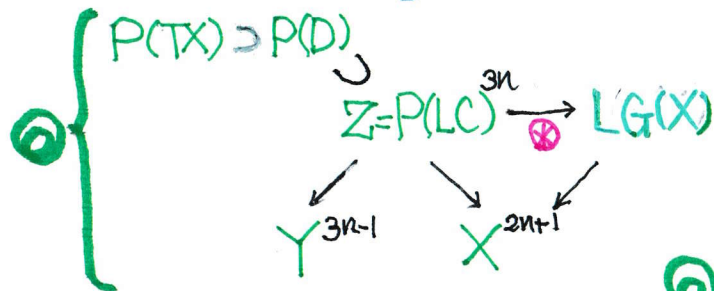 P(TX) ⊃ P(D)
∪
Z=P(LC)³ⁿ → LG(X)
Y³ⁿ⁻¹ X²ⁿ⁺¹